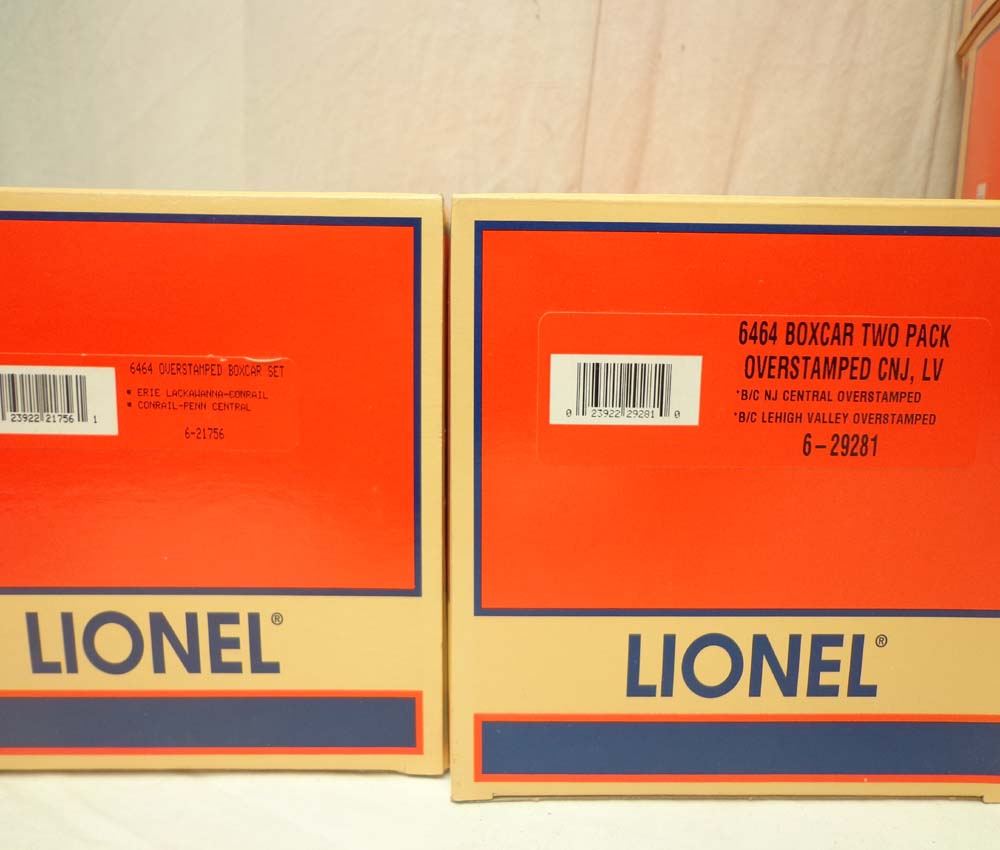 6464 OVERSTAMPED BOXCAR SET
* ERIE LACKAWANNA-CONRAIL
* CONRAIL-PENN CENTRAL
6-21756
23922 21756 1
LIONEL®
6464 BOXCAR TWO PACK
OVERSTAMPED CNJ, LV
*B/C NJ CENTRAL OVERSTAMPED
*B/C LEHIGH VALLEY OVERSTAMPED
6-29281
0 23922 29281 0
LIONEL®